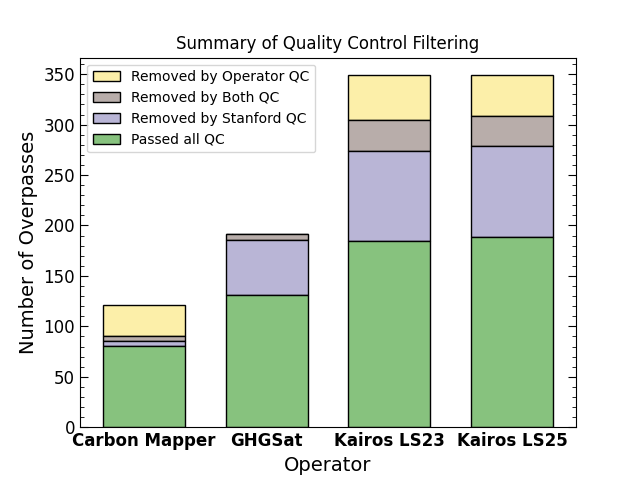 Summary of Quality Control Filtering
Removed by Operator QC
Removed by Both QC
Removed by Stanford QC
Passed all QC
350
300
250
200
150
100
50
0
Number of Overpasses
Carbon Mapper GHGSat Kairos LS23 Kairos LS25
Operator